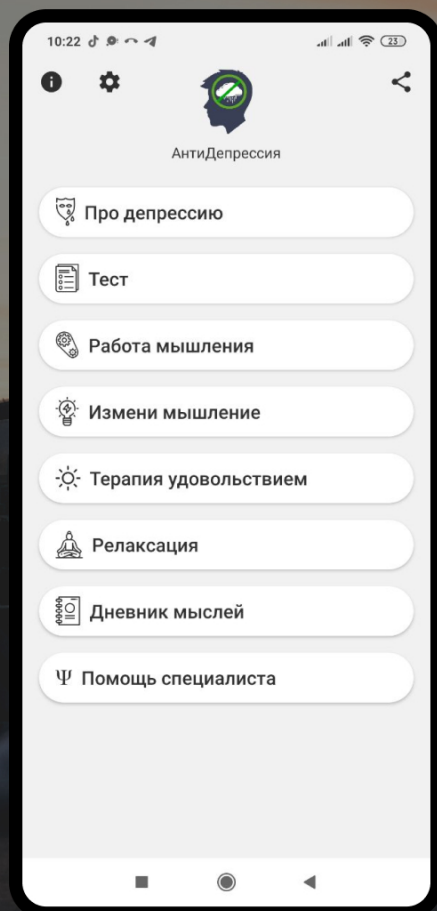 10:22
23
АнтиДепрессия
Про депрессию
Тест
Работа мышления
Измени мышление
Терапия удовольствием
Релаксация
Дневник мыслей
Ψ Помощь специалиста